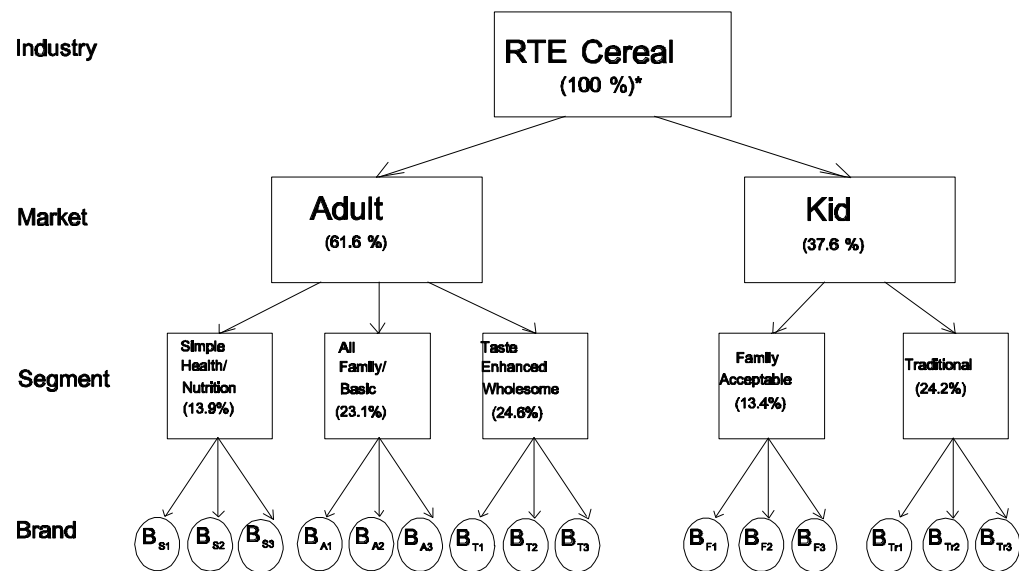 Industry
RTE Cereal
(100 %)*
Market
Adult
(61.6 %)
Kid
(37.6 %)
Segment
Simple
Health/
Nutrition
(13.9%)
All
Family/
Basic
(23.1%)
Taste
Enhanced
Wholesome
(24.6%)
Family
Acceptable
(13.4%)
Traditional
(24.2%)
Brand
BS1 BS2 BS3 BA1 BA2 BA3 BT1 BT2 BT3 BF1 BF2 BF3 BTr1 BTr2 BTr3